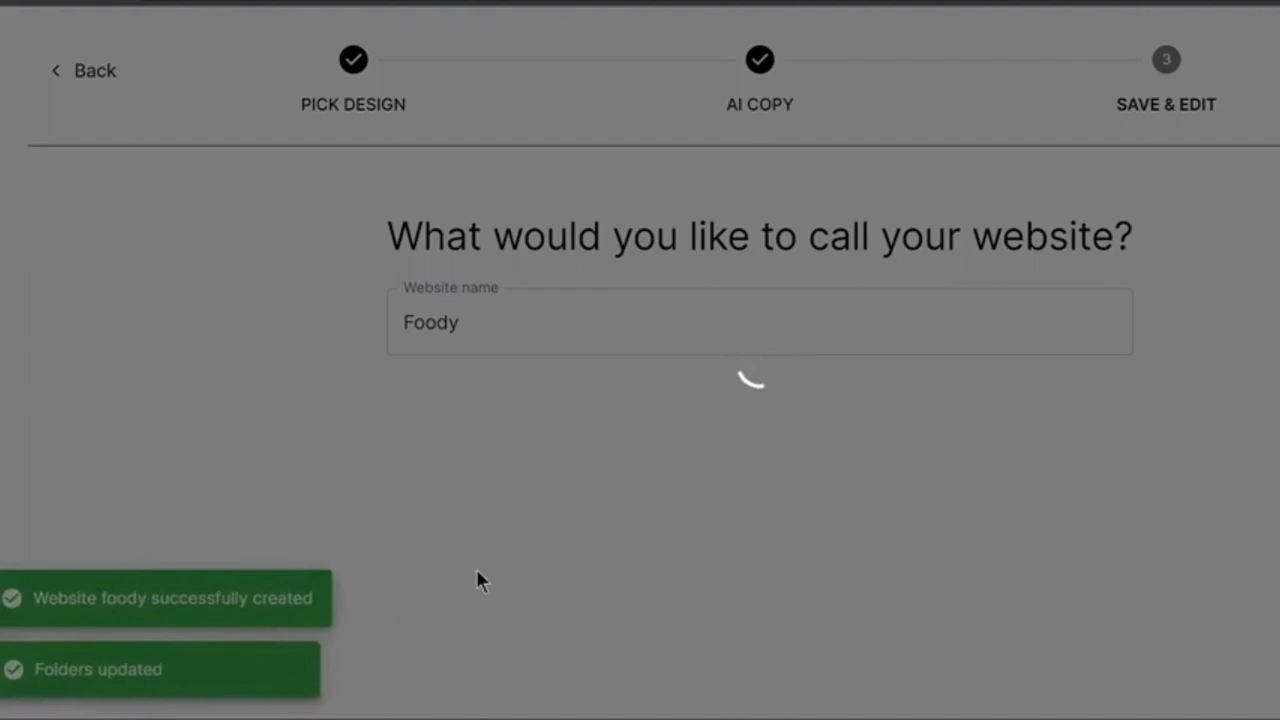 Back
PICK DESIGN
AI COPY
3
SAVE & EDIT
What would you like to call your website?
Website name
Foody
Website foody successfully created
Folders updated